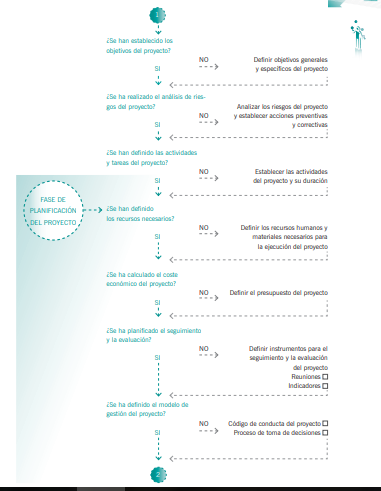 1
¿Se han establecido los
objetivos del proyecto?
NO
Definir objetivos generales
y específicos del proyecto
SI
¿Se ha realizado el análisis de ries-
gos del proyecto?
NO
Analizar los riesgos del proyecto
y establecer acciones preventivas
y correctivas
SI
¿Se han definido las actividades
y tareas del proyecto?
NO
Establecer las actividades
del proyecto y su duración
SI
FASE DE
PLANIFICACIÓN
DEL PROYECTO
¿Se han definido
los recursos necesarios?
NO
Definir los recursos humanos y
materiales necesarios para
la ejecución del proyecto
SI
¿Se ha calculado el coste
económico del proyecto?
NO
Definir el presupuesto del proyecto
SI
¿Se ha planificado el seguimiento
y la evaluación?
NO
Definir instrumentos para el
seguimiento y la evaluación
del proyecto
Reuniones
Indicadores
SI
¿Se ha definido el modelo de
gestión del proyecto?
NO
Código de conducta del proyecto
Proceso de toma de decisiones
SI
2